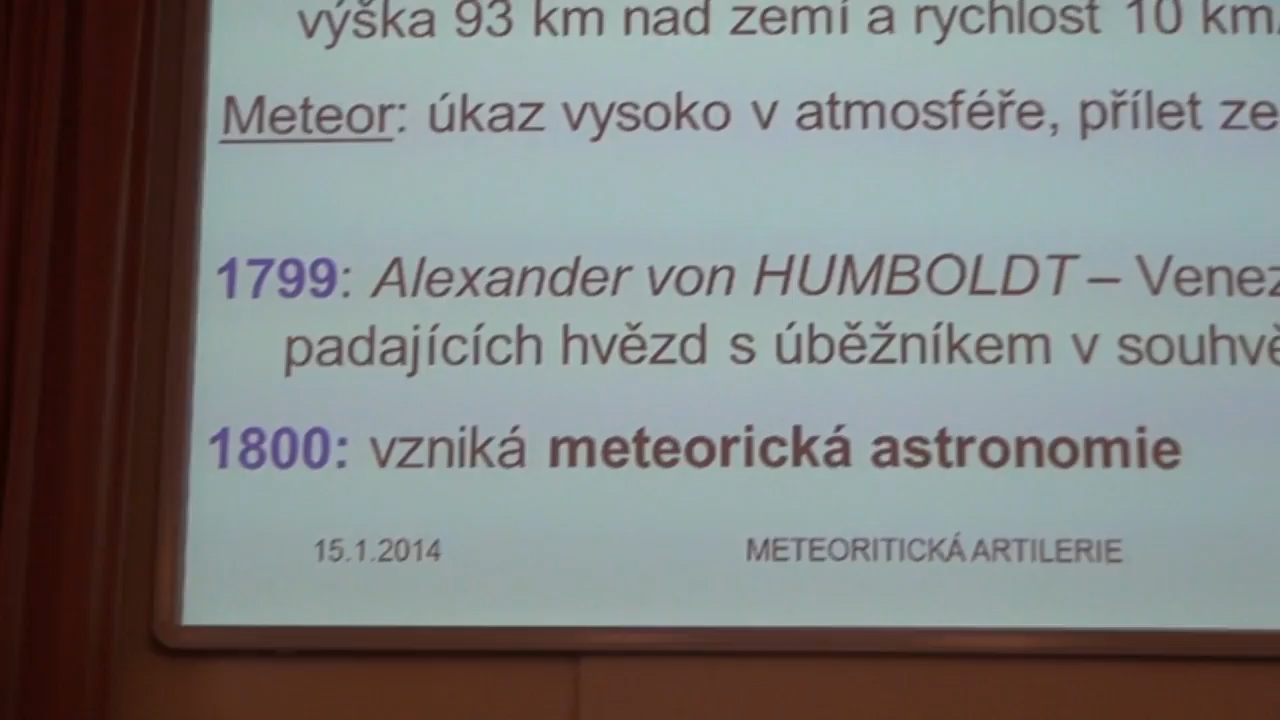 výška 93 km nad zemí a rychlost 10 km
Meteor: úkaz vysoko v atmosféře, přílet ze
1799: Alexander von HUMBOLDT – Venez
padajících hvězd s úběžníkem v souhvě
1800: vzniká meteorická astronomie
15.1.2014 METEORITICKÁ ARTILERIE